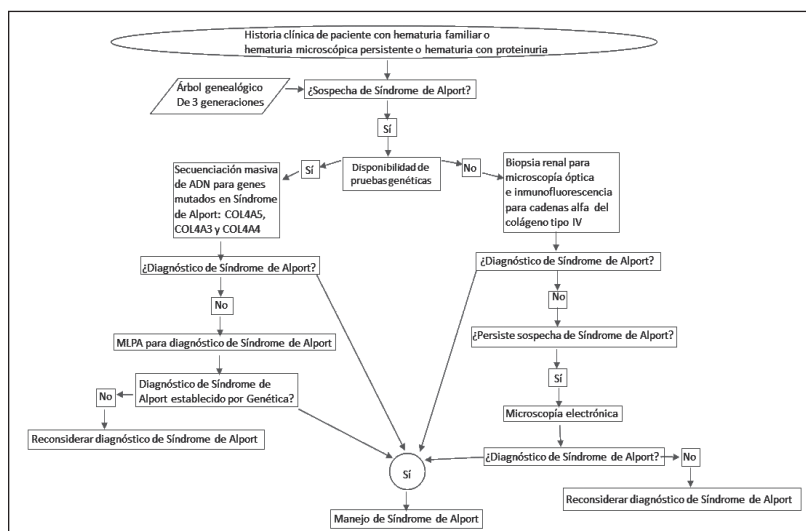 Historia clínica de paciente con hematuria familiar o
hematuria microscópica persistente o hematuria con proteinuria
Árbol genealógico
De 3 generaciones
¿Sospecha de Síndrome de Alport?
Sí
Disponibilidad de
pruebas genéticas
Sí
No
Secuenciación masiva
de ADN para genes
mutados en Síndrome
de Alport: COL4A5,
COL4A3 y COL4A4
Biopsia renal para
microscopía óptica
e inmunofluorescencia
para cadenas alfa del
colágeno tipo IV
¿Diagnóstico de Síndrome de Alport?
No
MLPA para diagnóstico de Síndrome de Alport
Diagnóstico de Síndrome de
Alport establecido por Genética?
No
Reconsiderar diagnóstico de Síndrome de Alport
¿Diagnóstico de Síndrome de Alport?
No
¿Persiste sospecha de Síndrome de Alport?
Sí
Microscopía electrónica
¿Diagnóstico de Síndrome de Alport?
No
Reconsiderar diagnóstico de Síndrome de Alport
Sí
Manejo de Síndrome de Alport